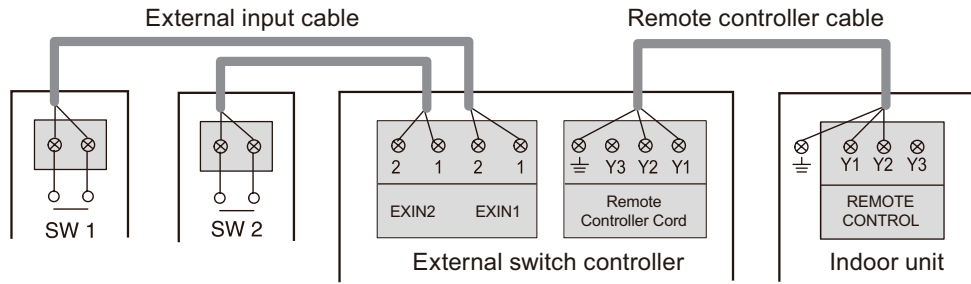 External input cable
Remote controller cable
2 1 2 1
Y3 Y2 Y1
Y1 Y2 Y3
EXIN2 EXIN1
Remote
Controller Cord
REMOTE
CONTROL
SW 1
SW 2
External switch controller
Indoor unit